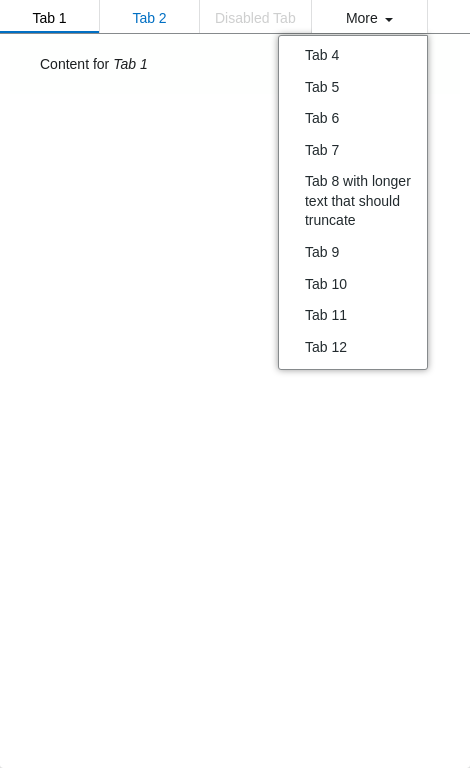 Tab 1 Tab 2 Disabled Tab More
Content for Tab 1
Tab 4
Tab 5
Tab 6
Tab 7
Tab 8 with longer
text that should
truncate
Tab 9
Tab 10
Tab 11
Tab 12